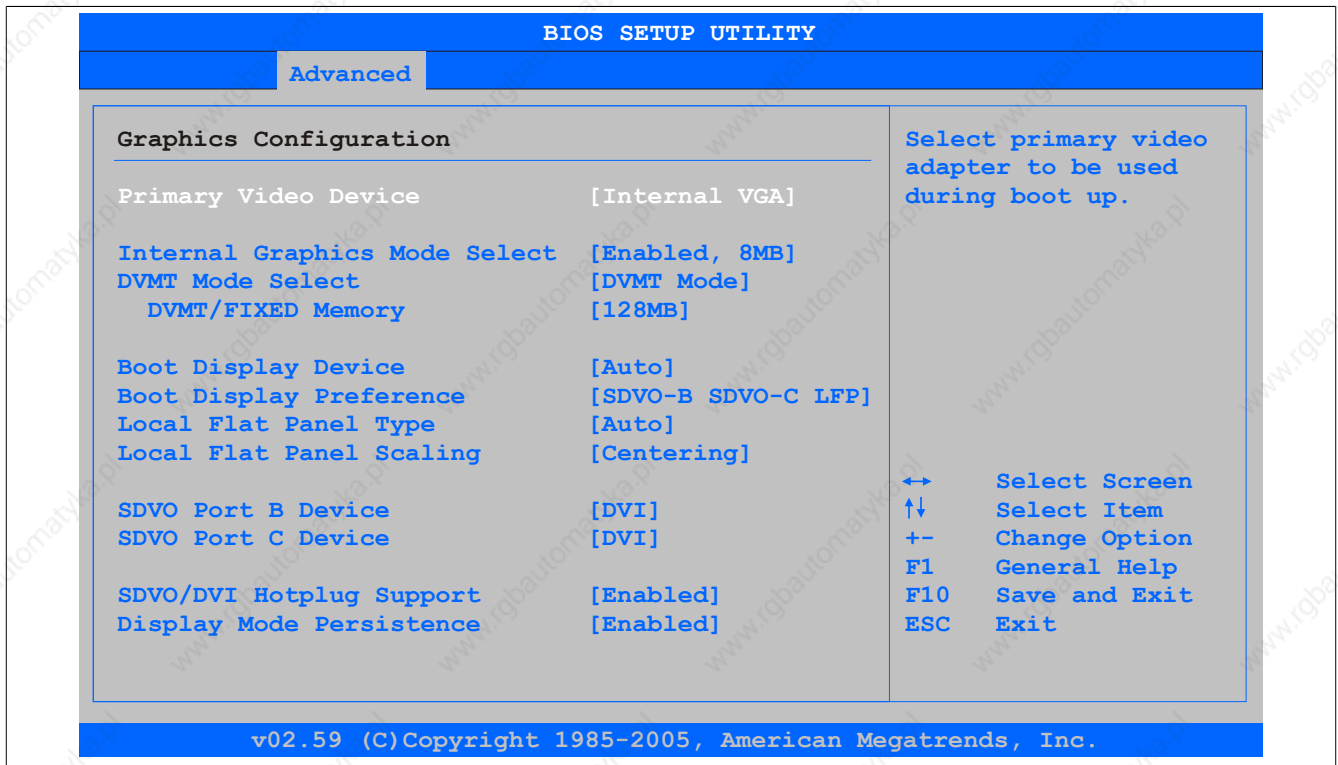 BIOS SETUP UTILITY
Advanced
Graphics Configuration
Primary Video Device [Internal VGA]
Internal Graphics Mode Select [Enabled, 8MB]
DVMT Mode Select [DVMT Mode]
DVMT/FIXED Memory [128MB]
Boot Display Device [Auto]
Boot Display Preference [SDVO-B SDVO-C LFP]
Local Flat Panel Type [Auto]
Local Flat Panel Scaling [Centering]
SDVO Port B Device [DVI]
SDVO Port C Device [DVI]
SDVO/DVI Hotplug Support [Enabled]
Display Mode Persistence [Enabled]
Select primary video
adapter to be used
during boot up.
↔ Select Screen
↑↓ Select Item
+- Change Option
F1 General Help
F10 Save and Exit
ESC Exit
v02.59 (C)Copyright 1985-2005, American Megatrends, Inc.
www.rgbautomatyka.pl